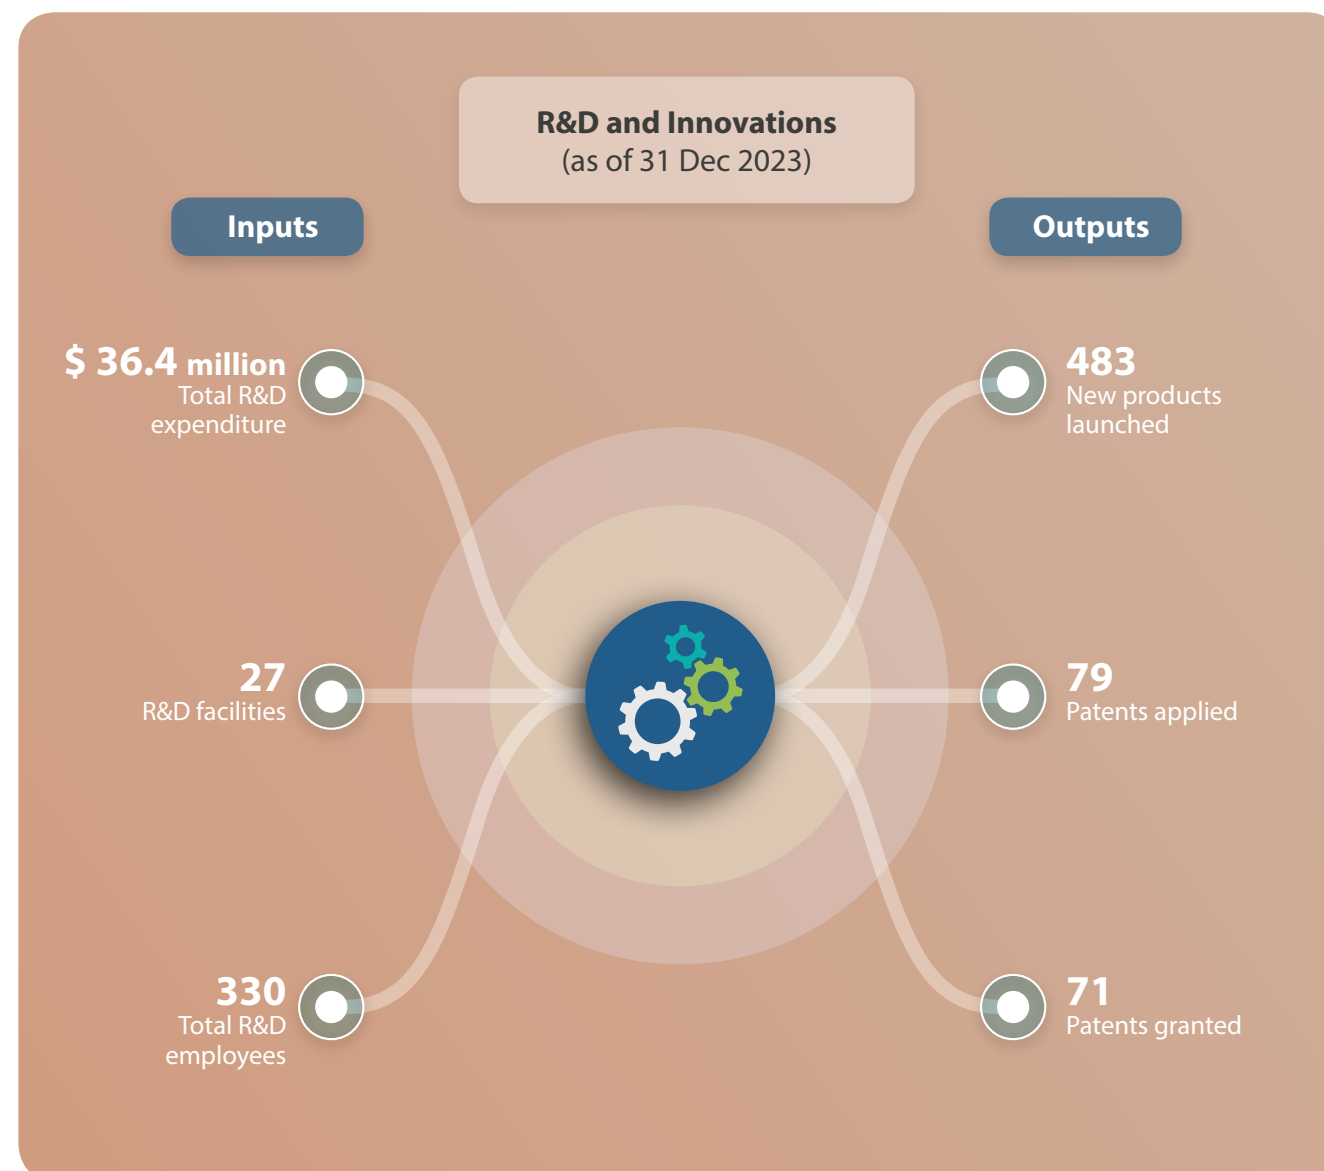 R&D and Innovations
(as of 31 Dec 2023)
Inputs
$ 36.4 million
Total R&D
expenditure
27
R&D facilities
330
Total R&D
employees
Outputs
483
New products
launched
79
Patents applied
71
Patents granted